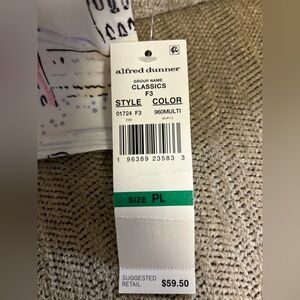 alfred dunner
GROUP NAME
CLASSICS
F3
STYLE COLOR
01724 F3 960MULTI
1 96389 23583 3
SIZE PL
SUGGESTED
RETAIL $59.50